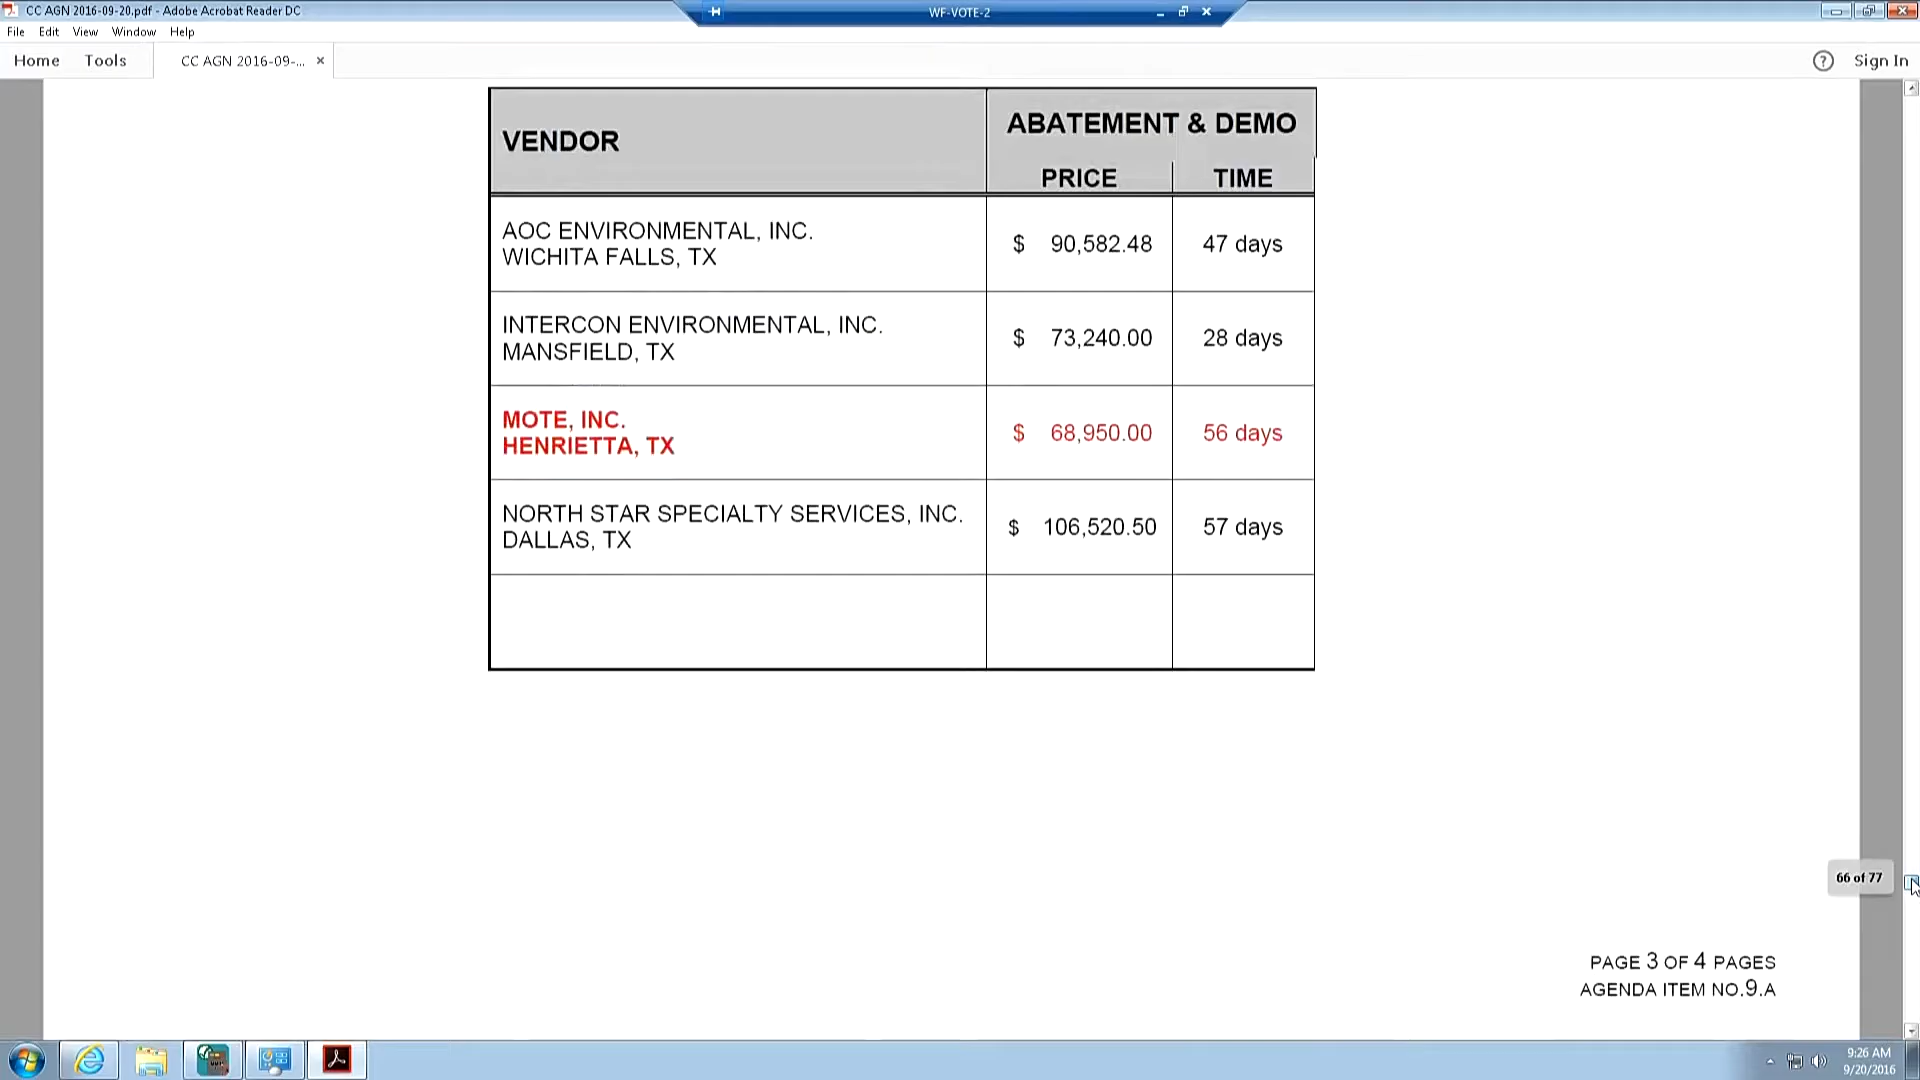 CC AGN 2016-09-20.pdf - Adobe Acrobat Reader DC
WF-VOTE-2
File Edit View Window Help
Home Tools CC AGN 2016-09-... × ? Sign In
VENDOR
ABATEMENT & DEMO
PRICE TIME
AOC ENVIRONMENTAL, INC.
WICHITA FALLS, TX
$ 90,582.48 47 days
INTERCON ENVIRONMENTAL, INC.
MANSFIELD, TX
$ 73,240.00 28 days
MOTE, INC.
HENRIETTA, TX
$ 68,950.00 56 days
NORTH STAR SPECIALTY SERVICES, INC.
DALLAS, TX
$ 106,520.50 57 days
66 of 77
PAGE 3 OF 4 PAGES
AGENDA ITEM NO.9.A
9:26 AM
9/20/2016